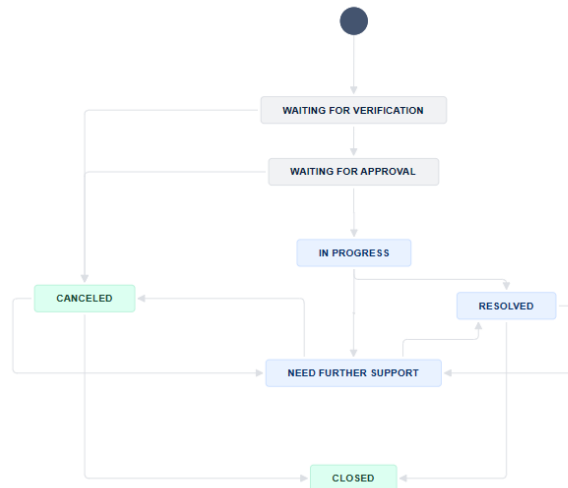 WAITING FOR VERIFICATION
WAITING FOR APPROVAL
IN PROGRESS
CANCELED
RESOLVED
NEED FURTHER SUPPORT
CLOSED